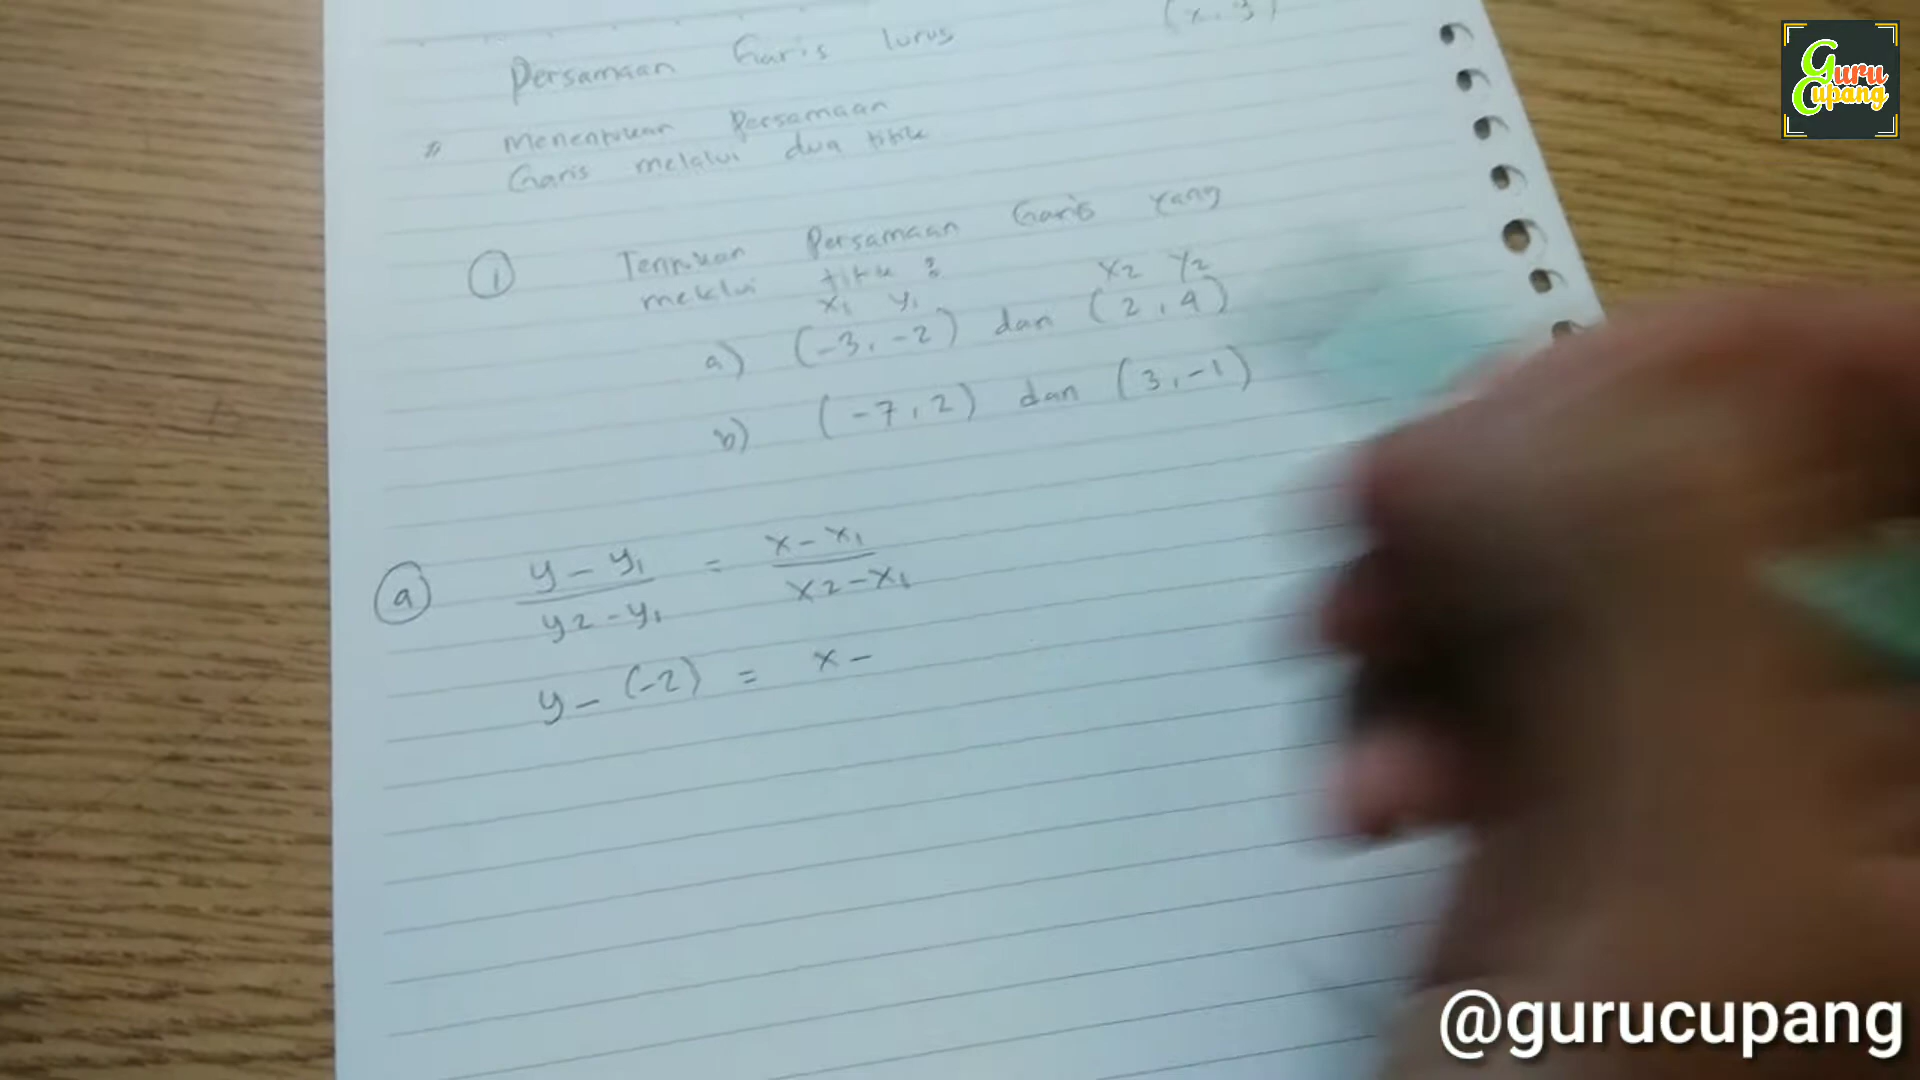 (x, y)
Persamaan Garis lurus
# Menentukan Persamaan
Garis melalui dua titik
① Tentukan Persamaan Garis Yang
melalui titik :
x₁ y₁ x₂ y₂
a) (-3, -2) dan (2, 4)
b) (-7, 2) dan (3, -1)
ⓐ y - y₁ / y₂ - y₁ = x - x₁ / x₂ - x₁
y - (-2) = x -
Guru
Cupang
@gurucupang